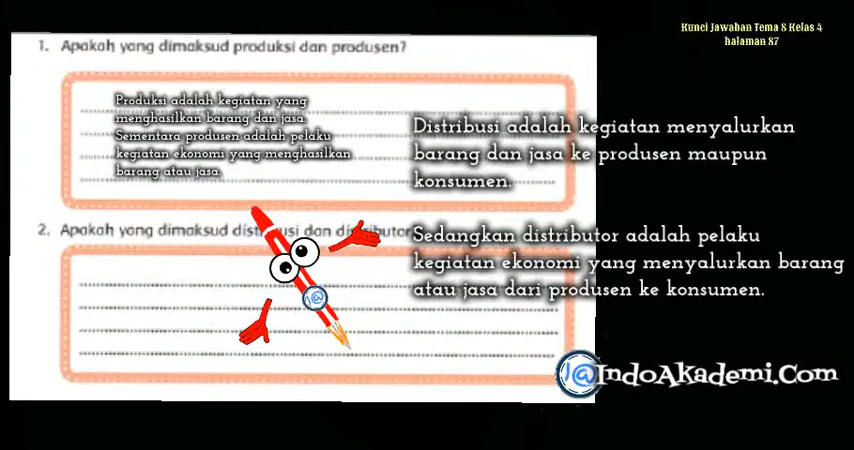 Kunci Jawaban Tema 8 Kelas 4
halaman 87
1. Apakah yang dimaksud produksi dan produsen?
Produksi adalah kegiatan yang
menghasilkan barang dan jasa.
Sementara produsen adalah pelaku
kegiatan ekonomi yang menghasilkan
barang atau jasa
Distribusi adalah kegiatan menyalurkan
barang dan jasa ke produsen maupun
konsumen.
2. Apakah yang dimaksud distribusi dan distributor
Sedangkan distributor adalah pelaku
kegiatan ekonomi yang menyalurkan barang
atau jasa dari produsen ke konsumen.
IndoAkademi.Com